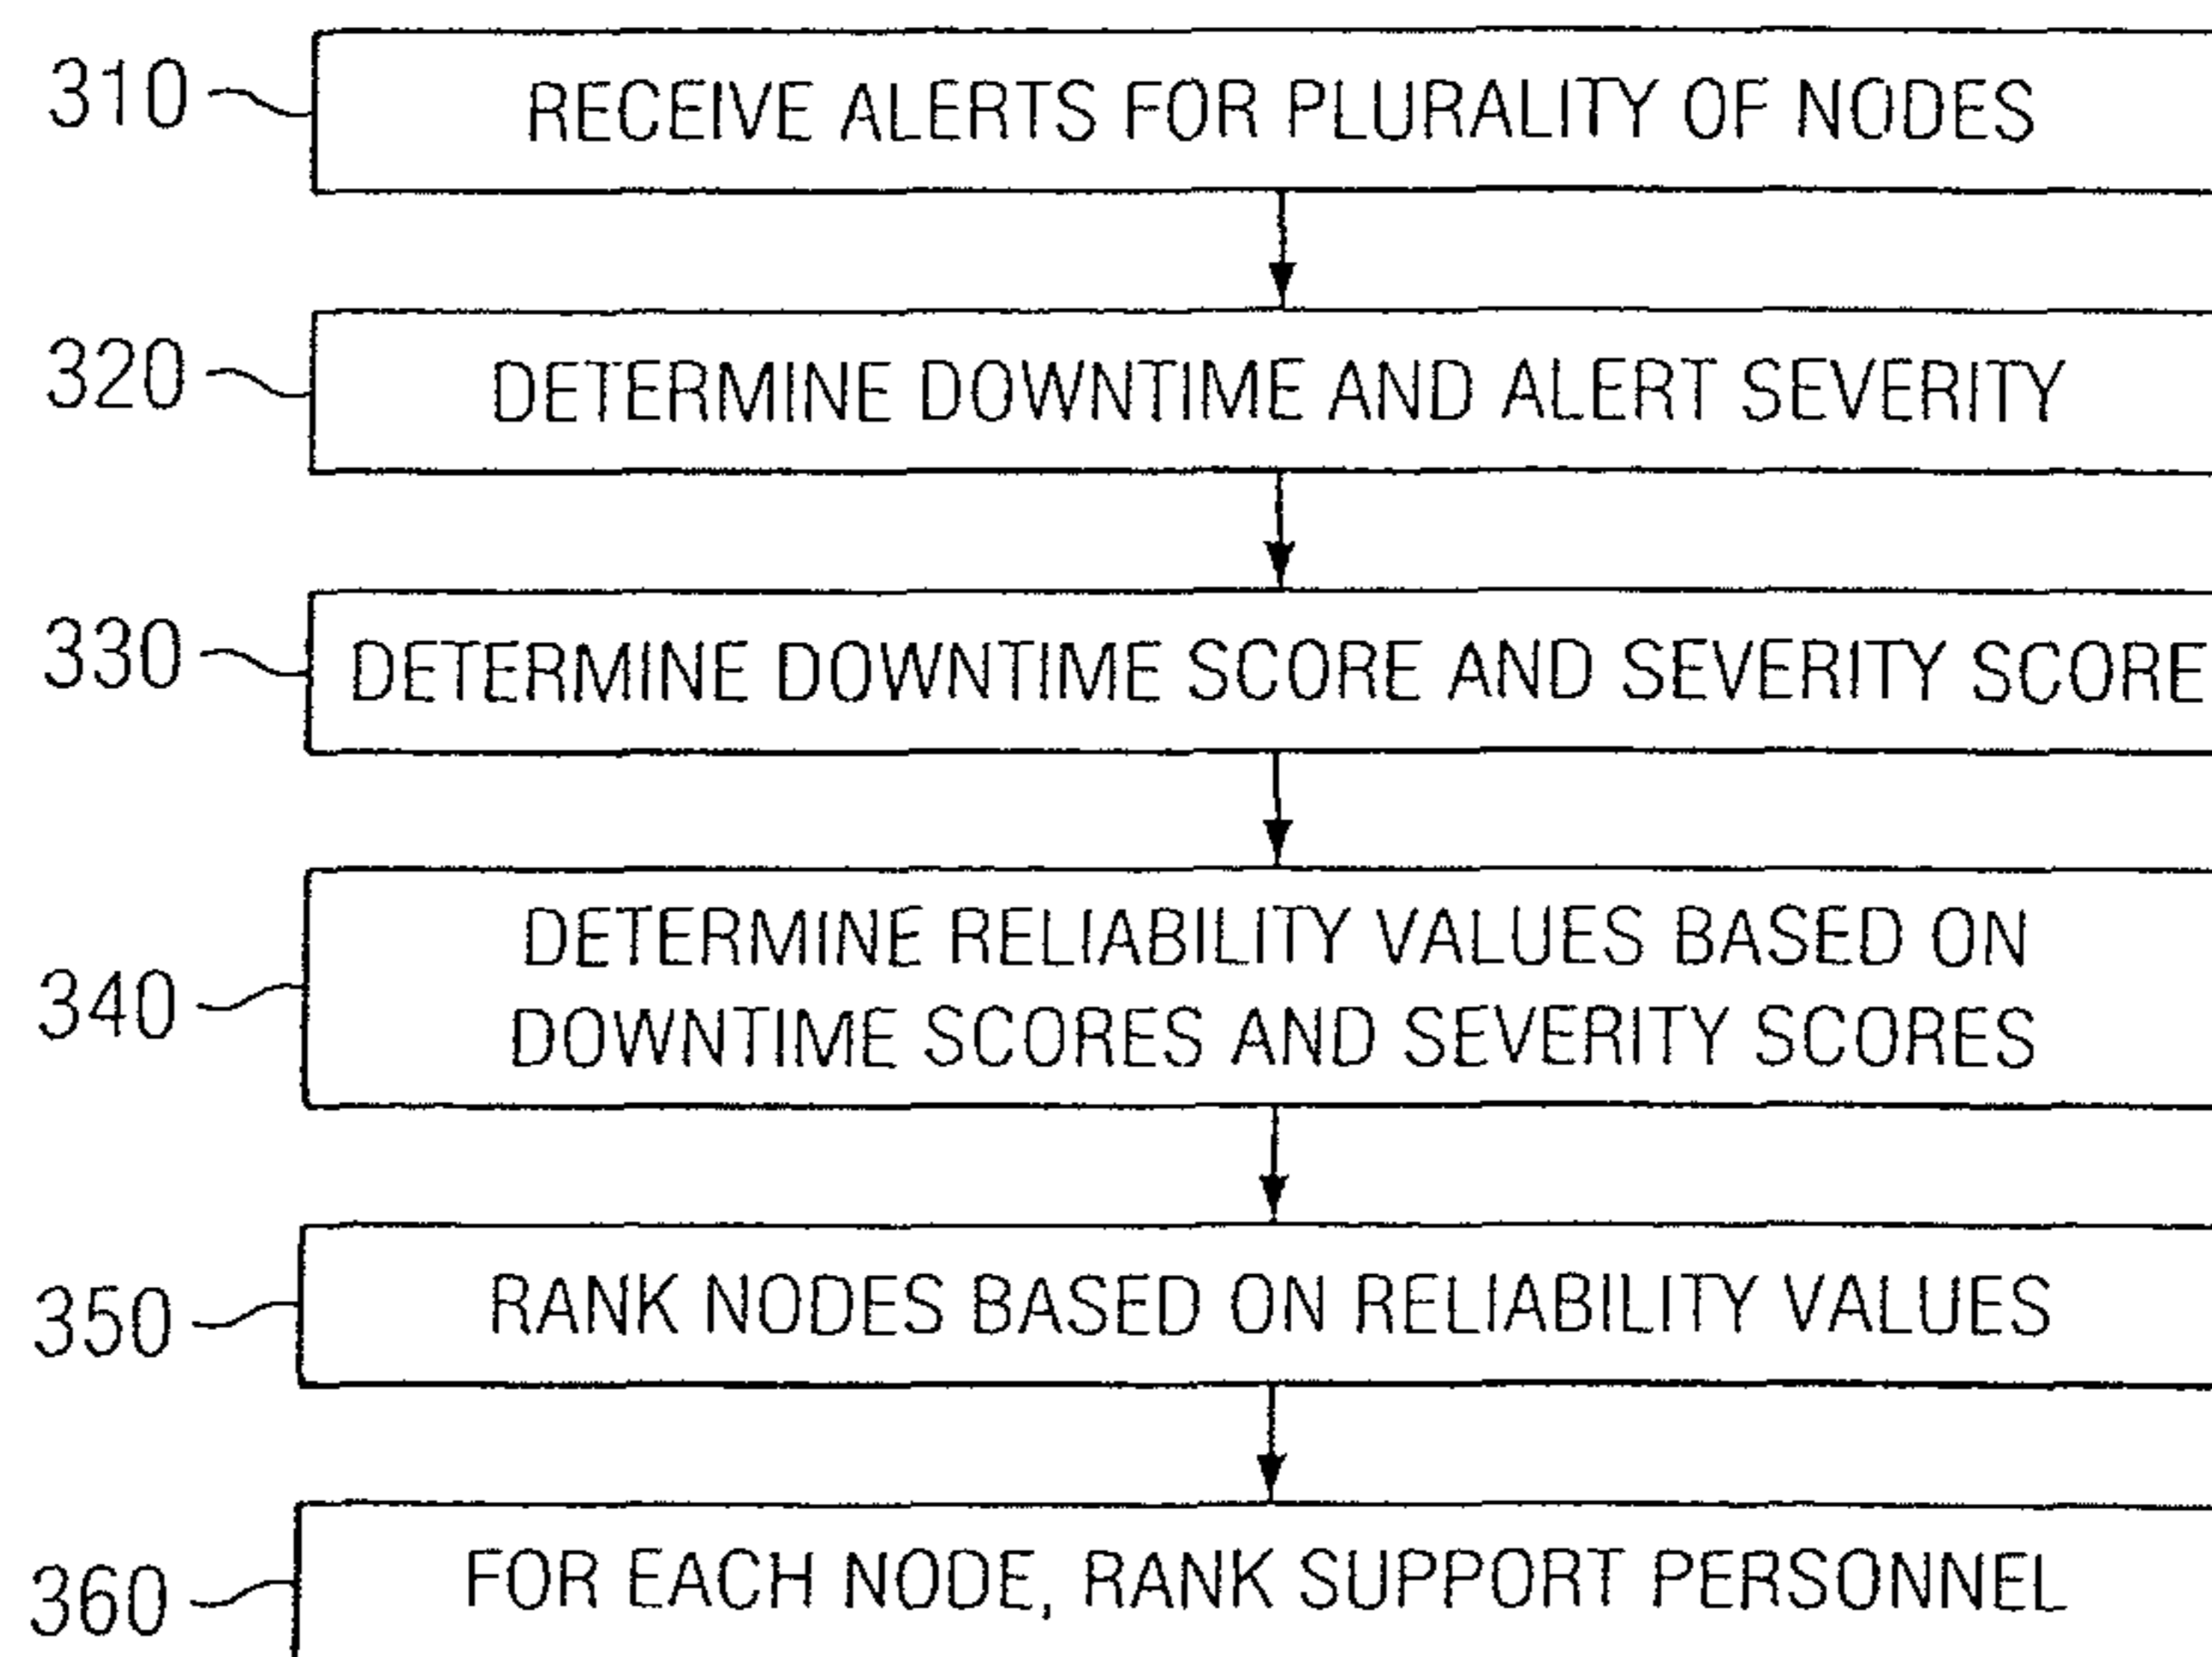 310 RECEIVE ALERTS FOR PLURALITY OF NODES
320 DETERMINE DOWNTIME AND ALERT SEVERITY
330 DETERMINE DOWNTIME SCORE AND SEVERITY SCORE
DETERMINE RELIABILITY VALUES BASED ON
340 DOWNTIME SCORES AND SEVERITY SCORES
350 RANK NODES BASED ON RELIABILITY VALUES
360 FOR EACH NODE, RANK SUPPORT PERSONNEL